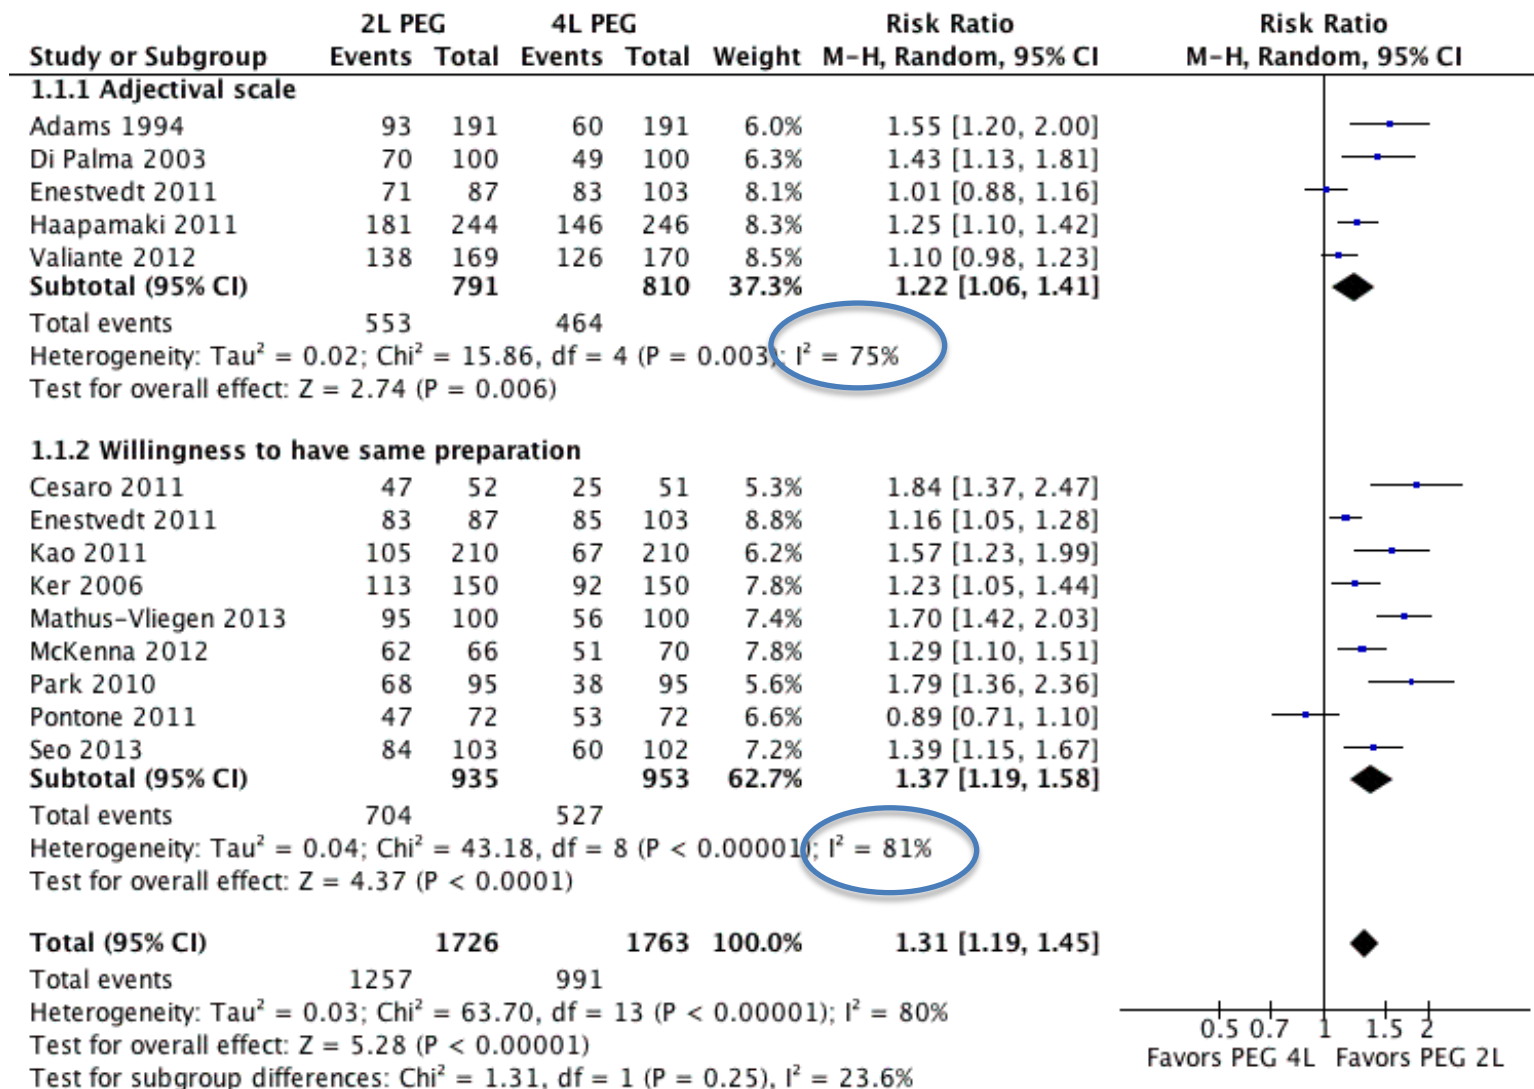 2L PEG 4L PEG Risk Ratio Risk Ratio
Study or Subgroup Events Total Events Total Weight M-H, Random, 95% CI M-H, Random, 95% CI
1.1.1 Adjectival scale
Adams 1994 93 191 60 191 6.0% 1.55 [1.20, 2.00]
Di Palma 2003 70 100 49 100 6.3% 1.43 [1.13, 1.81]
Enestvedt 2011 71 87 83 103 8.1% 1.01 [0.88, 1.16]
Haapamaki 2011 181 244 146 246 8.3% 1.25 [1.10, 1.42]
Valiante 2012 138 169 126 170 8.5% 1.10 [0.98, 1.23]
Subtotal (95% CI) 791 810 37.3% 1.22 [1.06, 1.41]
Total events 553 464
Heterogeneity: Tau² = 0.02; Chi² = 15.86, df = 4 (P = 0.003); I² = 75%
Test for overall effect: Z = 2.74 (P = 0.006)
1.1.2 Willingness to have same preparation
Cesaro 2011 47 52 25 51 5.3% 1.84 [1.37, 2.47]
Enestvedt 2011 83 87 85 103 8.8% 1.16 [1.05, 1.28]
Kao 2011 105 210 67 210 6.2% 1.57 [1.23, 1.99]
Ker 2006 113 150 92 150 7.8% 1.23 [1.05, 1.44]
Mathus-Vliegen 2013 95 100 56 100 7.4% 1.70 [1.42, 2.03]
McKenna 2012 62 66 51 70 7.8% 1.29 [1.10, 1.51]
Park 2010 68 95 38 95 5.6% 1.79 [1.36, 2.36]
Pontone 2011 47 72 53 72 6.6% 0.89 [0.71, 1.10]
Seo 2013 84 103 60 102 7.2% 1.39 [1.15, 1.67]
Subtotal (95% CI) 935 953 62.7% 1.37 [1.19, 1.58]
Total events 704 527
Heterogeneity: Tau² = 0.04; Chi² = 43.18, df = 8 (P < 0.00001); I² = 81%
Test for overall effect: Z = 4.37 (P < 0.0001)
Total (95% CI) 1726 1763 100.0% 1.31 [1.19, 1.45]
Total events 1257 991
Heterogeneity: Tau² = 0.03; Chi² = 63.70, df = 13 (P < 0.00001); I² = 80%
Test for overall effect: Z = 5.28 (P < 0.00001)
Test for subgroup differences: Chi² = 1.31, df = 1 (P = 0.25), I² = 23.6%
0.5 0.7 1 1.5 2
Favors PEG 4L Favors PEG 2L